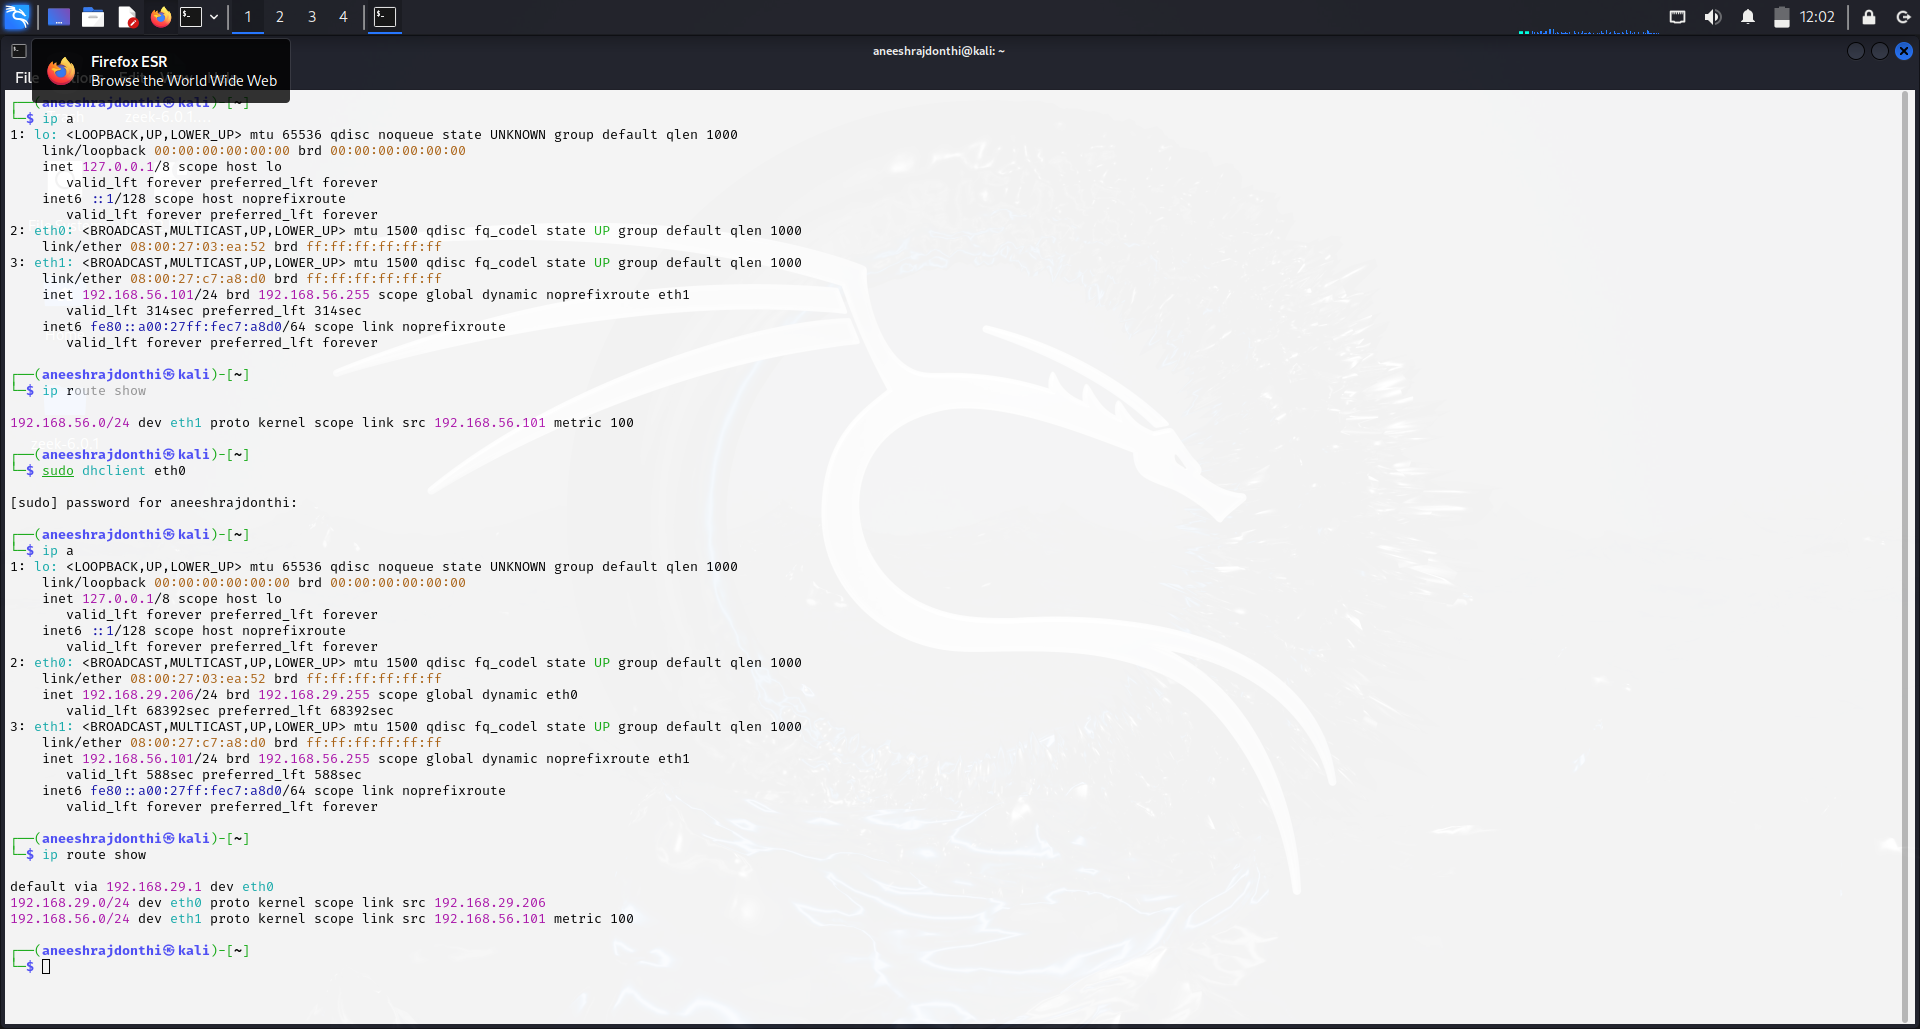 1 2 3 4 12:02
aneeshrajdonthi@kali: ~
Firefox ESR
File
Browse the World Wide Web
┌──(aneeshrajdonthi㉿kali)-[~]
└─$ ip a
1: lo: <LOOPBACK,UP,LOWER_UP> mtu 65536 qdisc noqueue state UNKNOWN group default qlen 1000
link/loopback 00:00:00:00:00:00 brd 00:00:00:00:00:00
inet 127.0.0.1/8 scope host lo
valid_lft forever preferred_lft forever
inet6 ::1/128 scope host noprefixroute
valid_lft forever preferred_lft forever
2: eth0: <BROADCAST,MULTICAST,UP,LOWER_UP> mtu 1500 qdisc fq_codel state UP group default qlen 1000
link/ether 08:00:27:03:ea:52 brd ff:ff:ff:ff:ff:ff
3: eth1: <BROADCAST,MULTICAST,UP,LOWER_UP> mtu 1500 qdisc fq_codel state UP group default qlen 1000
link/ether 08:00:27:c7:a8:d0 brd ff:ff:ff:ff:ff:ff
inet 192.168.56.101/24 brd 192.168.56.255 scope global dynamic noprefixroute eth1
valid_lft 314sec preferred_lft 314sec
inet6 fe80::a00:27ff:fec7:a8d0/64 scope link noprefixroute
valid_lft forever preferred_lft forever
┌──(aneeshrajdonthi㉿kali)-[~]
└─$ ip route show
192.168.56.0/24 dev eth1 proto kernel scope link src 192.168.56.101 metric 100
zeek-6.0.1
┌──(aneeshrajdonthi㉿kali)-[~]
└─$ sudo dhclient eth0
[sudo] password for aneeshrajdonthi:
┌──(aneeshrajdonthi㉿kali)-[~]
└─$ ip a
1: lo: <LOOPBACK,UP,LOWER_UP> mtu 65536 qdisc noqueue state UNKNOWN group default qlen 1000
link/loopback 00:00:00:00:00:00 brd 00:00:00:00:00:00
inet 127.0.0.1/8 scope host lo
valid_lft forever preferred_lft forever
inet6 ::1/128 scope host noprefixroute
valid_lft forever preferred_lft forever
2: eth0: <BROADCAST,MULTICAST,UP,LOWER_UP> mtu 1500 qdisc fq_codel state UP group default qlen 1000
link/ether 08:00:27:03:ea:52 brd ff:ff:ff:ff:ff:ff
inet 192.168.29.206/24 brd 192.168.29.255 scope global dynamic eth0
valid_lft 68392sec preferred_lft 68392sec
3: eth1: <BROADCAST,MULTICAST,UP,LOWER_UP> mtu 1500 qdisc fq_codel state UP group default qlen 1000
link/ether 08:00:27:c7:a8:d0 brd ff:ff:ff:ff:ff:ff
inet 192.168.56.101/24 brd 192.168.56.255 scope global dynamic noprefixroute eth1
valid_lft 588sec preferred_lft 588sec
inet6 fe80::a00:27ff:fec7:a8d0/64 scope link noprefixroute
valid_lft forever preferred_lft forever
┌──(aneeshrajdonthi㉿kali)-[~]
└─$ ip route show
default via 192.168.29.1 dev eth0
192.168.29.0/24 dev eth0 proto kernel scope link src 192.168.29.206
192.168.56.0/24 dev eth1 proto kernel scope link src 192.168.56.101 metric 100
┌──(aneeshrajdonthi㉿kali)-[~]
└─$